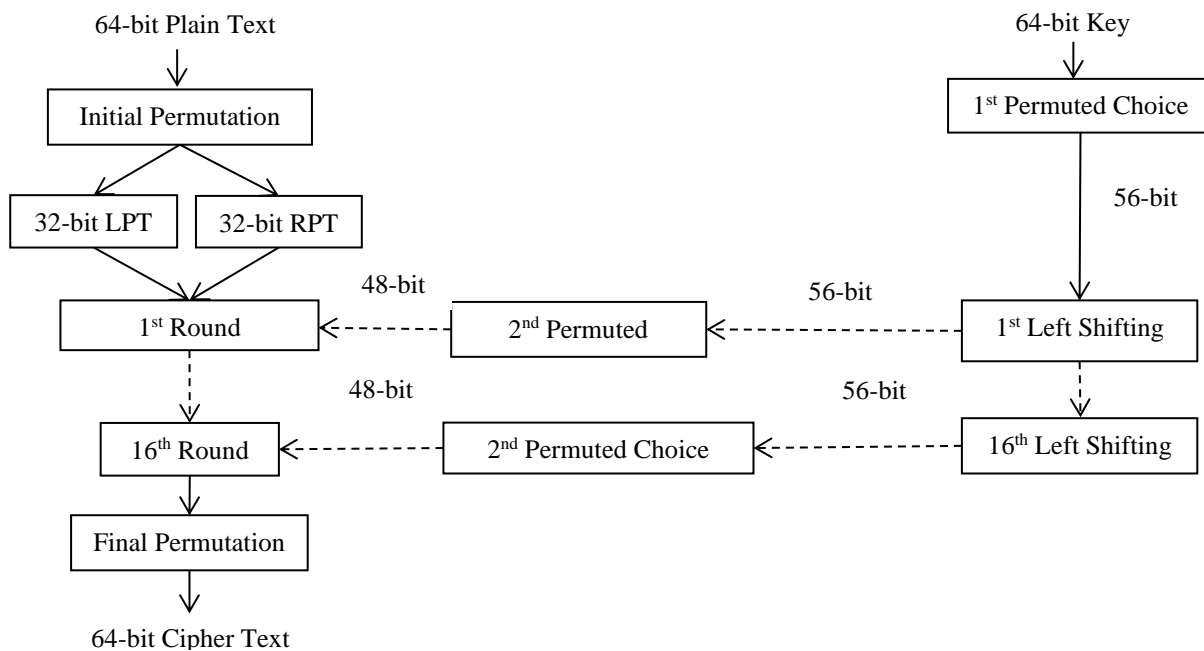 64-bit Plain Text
64-bit Key
Initial Permutation
1st Permuted Choice
32-bit LPT
32-bit RPT
56-bit
48-bit
56-bit
1st Round
2nd Permuted
1st Left Shifting
48-bit
56-bit
16th Round
2nd Permuted Choice
16th Left Shifting
Final Permutation
64-bit Cipher Text